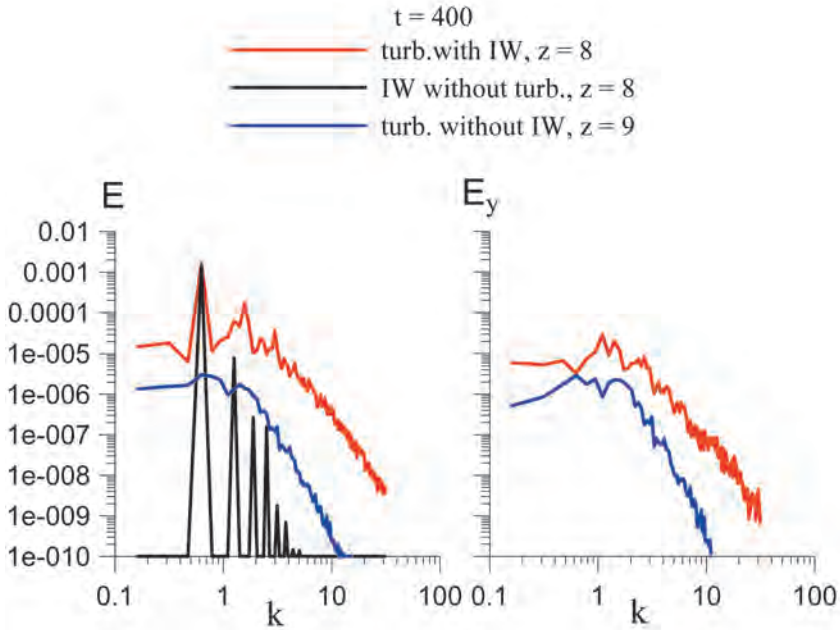 t = 400
turb.with IW, z = 8
IW without turb., z = 8
turb. without IW, z = 9
E
E_y
0.01
0.001
0.0001
1e-005
1e-006
1e-007
1e-008
1e-009
1e-010
0.1 1 10 100
0.1 1 10 100
k
k